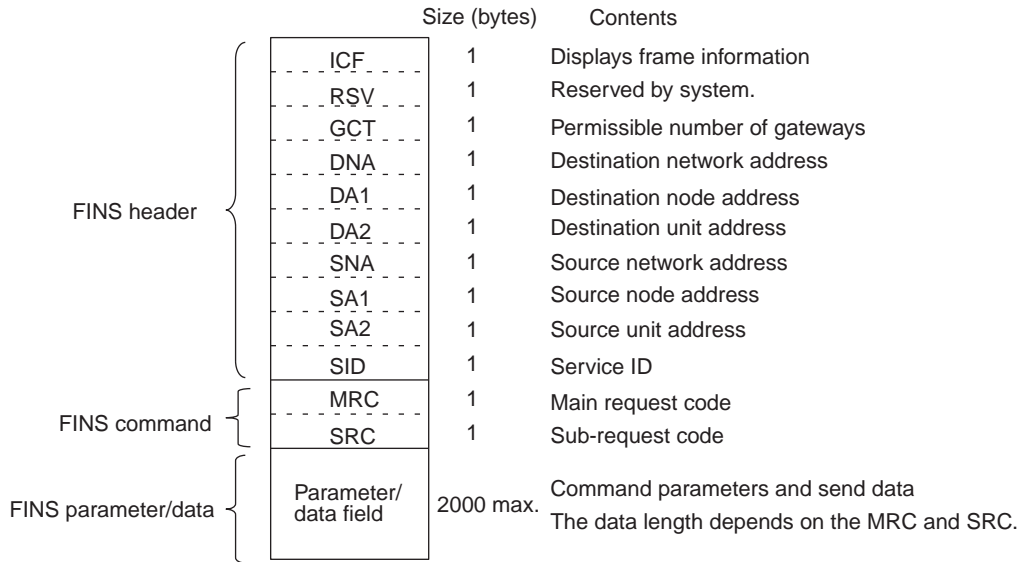 Size (bytes) Contents
ICF 1 Displays frame information
RSV 1 Reserved by system.
GCT 1 Permissible number of gateways
DNA 1 Destination network address
DA1 1 Destination node address
FINS header
DA2 1 Destination unit address
SNA 1 Source network address
SA1 1 Source node address
SA2 1 Source unit address
SID 1 Service ID
MRC 1 Main request code
FINS command
SRC 1 Sub-request code
FINS parameter/data
Parameter/
data field
2000 max.
Command parameters and send data
The data length depends on the MRC and SRC.